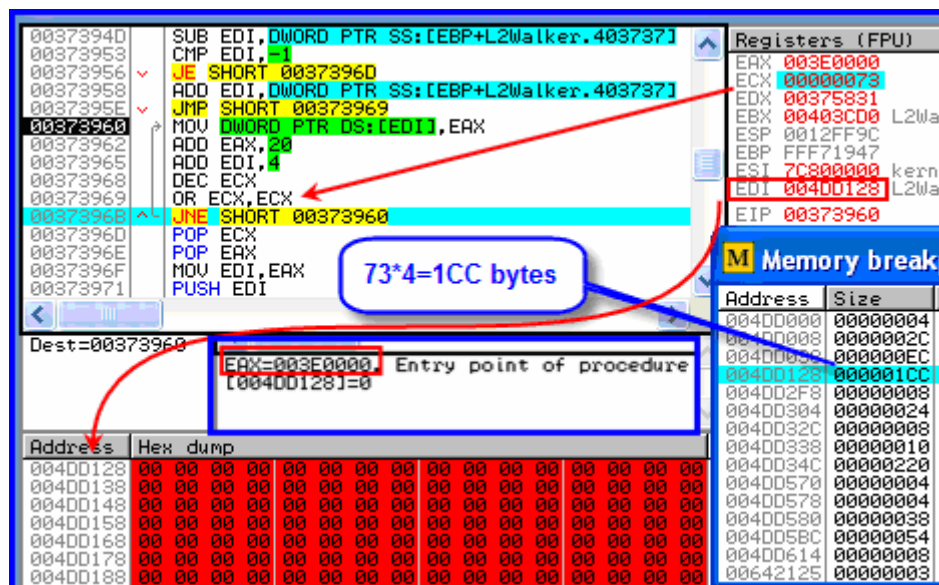 0037394D SUB EDI,DWORD PTR SS:[EBP+L2Walker.403737]
00373953 CMP EDI,-1
00373956 JE SHORT 0037396D
00373958 ADD EDI,DWORD PTR SS:[EBP+L2Walker.403737]
0037395E JMP SHORT 00373969
00373960 MOV DWORD PTR DS:[EDI],EAX
00373962 ADD EAX,20
00373965 ADD EDI,4
00373968 DEC ECX
00373969 OR ECX,ECX
0037396B JNE SHORT 00373960
0037396D POP ECX
0037396E POP EAX
0037396F MOV EDI,EAX
00373971 PUSH EDI
Registers (FPU)
EAX 003E0000
ECX 00000073
EDX 00375831
EBX 00403CD0 L2Wa
ESP 0012FF9C
EBP FFF71947
ESI 7C800000 kern
EDI 004DD128 L2Wa
EIP 00373960
73*4=1CC bytes
M Memory break
Address Size
004DD000 00000004
004DD008 0000002C
000000EC
004DD128 000001CC
004DD2F8 00000008
004DD304 00000024
004DD32C 00000008
004DD338 00000010
004DD34C 00000220
004DD570 00000004
004DD578 00000004
004DD580 00000038
004DD5BC 00000054
004DD614 00000008
00642125 00000003
Dest=00373960
EAX=003E0000. Entry point of procedure
[004DD128]=0
Address Hex dump
004DD128 00 00 00 00 00 00 00 00 00 00 00 00 00 00 00 00
004DD138 00 00 00 00 00 00 00 00 00 00 00 00 00 00 00 00
004DD148 00 00 00 00 00 00 00 00 00 00 00 00 00 00 00 00
004DD158 00 00 00 00 00 00 00 00 00 00 00 00 00 00 00 00
004DD168 00 00 00 00 00 00 00 00 00 00 00 00 00 00 00 00
004DD178 00 00 00 00 00 00 00 00 00 00 00 00 00 00 00 00
004DD188 00 00 00 00 00 00 00 00 00 00 00 00 00 00 00 00